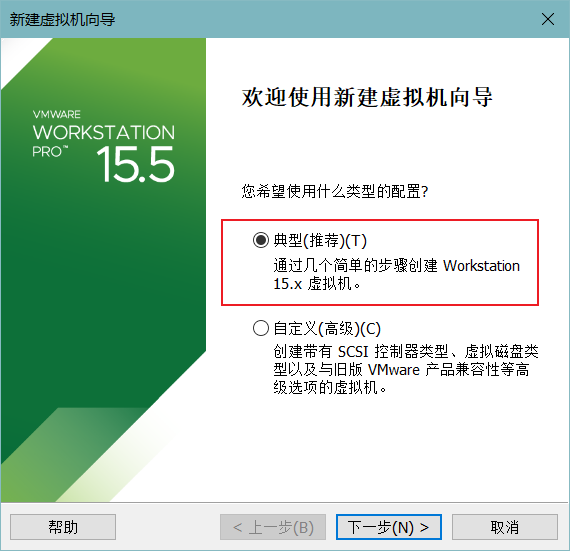 新建虚拟机向导
VMWARE
WORKSTATION
PRO™
15.5
欢迎使用新建虚拟机向导
您希望使用什么类型的配置?
典型(推荐)(T)
通过几个简单的步骤创建 Workstation
15.x 虚拟机。
自定义(高级)(C)
创建带有 SCSI 控制器类型、虚拟磁盘类
型以及与旧版 VMware 产品兼容性等高
级选项的虚拟机。
帮助
< 上一步(B)
下一步(N) >
取消